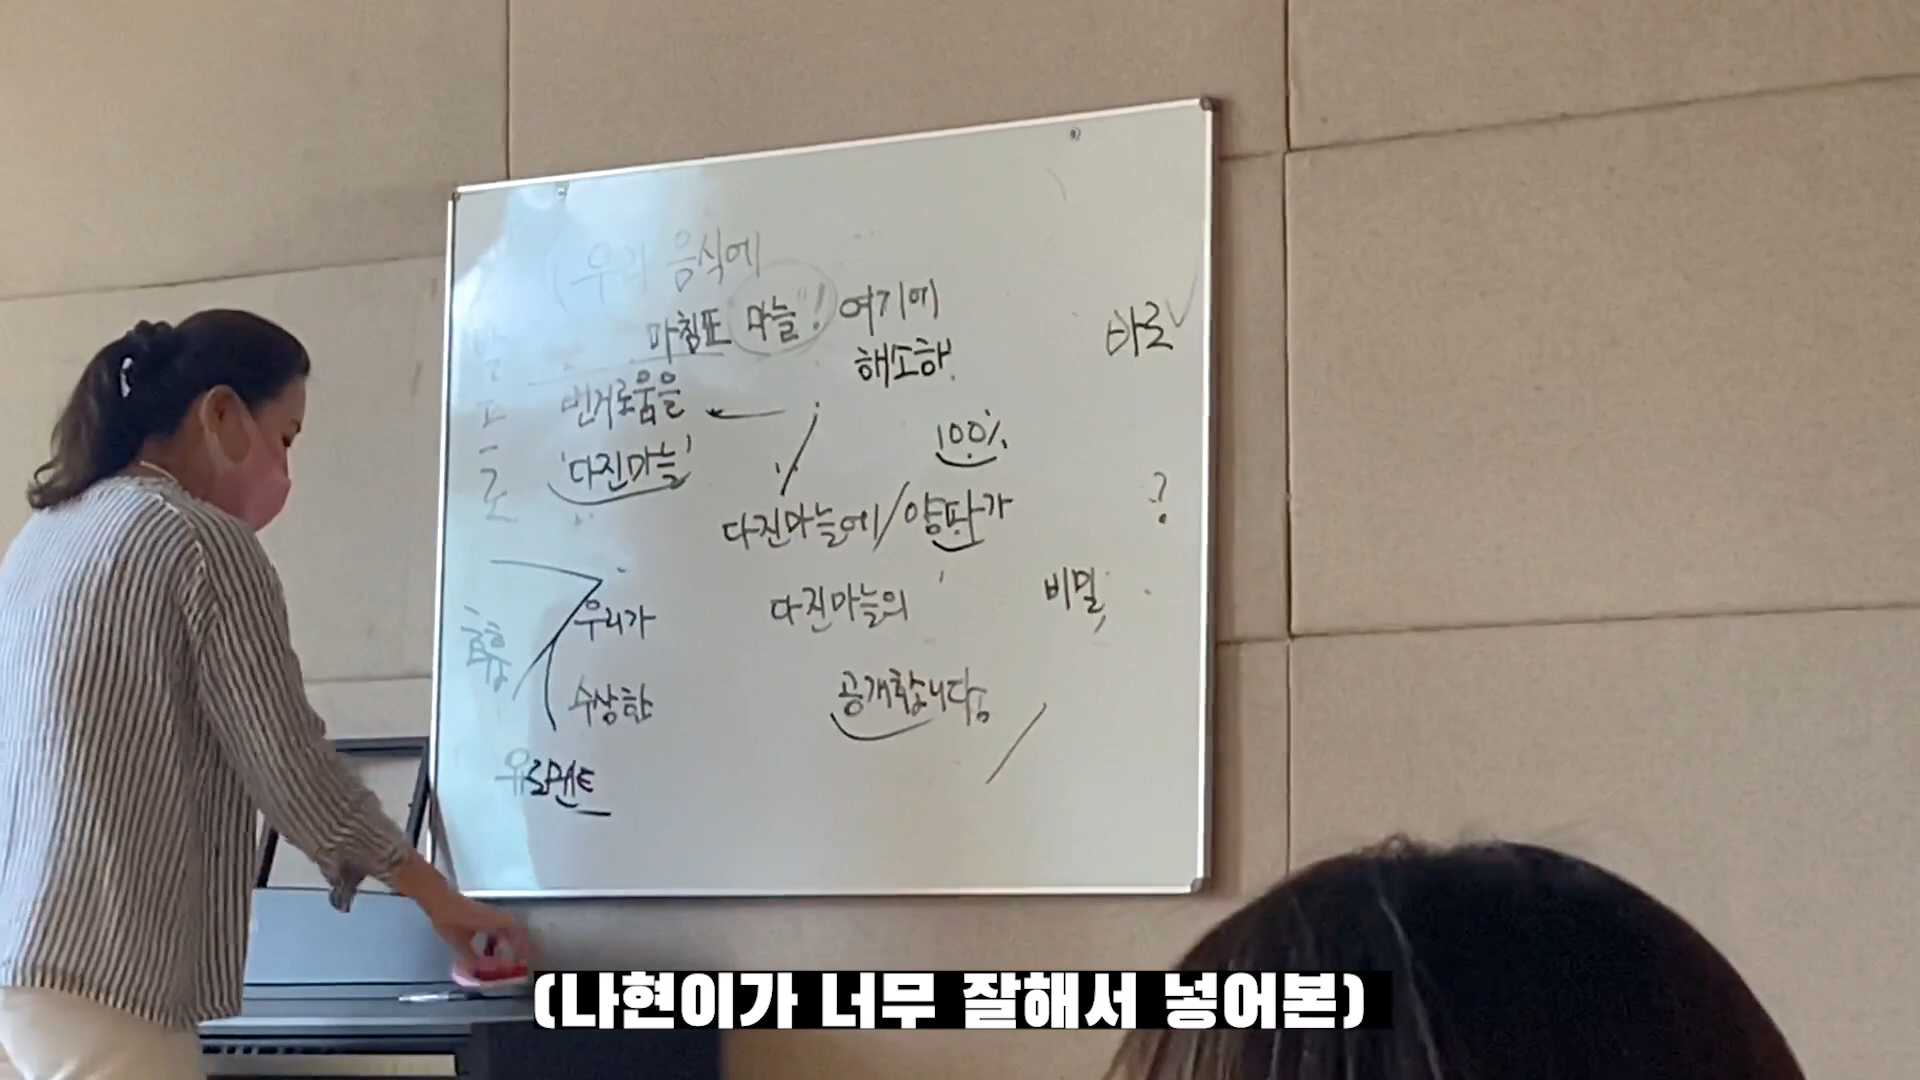 (우리 음식에
마침표 마늘! 여기에
해소해
바로
번거로움을
'다진마늘'
100%
다진마늘에/양파가
?
우리가
다진마늘의
비밀
수상한
공개합니다
(나현이가 너무 잘해서 넣어본)